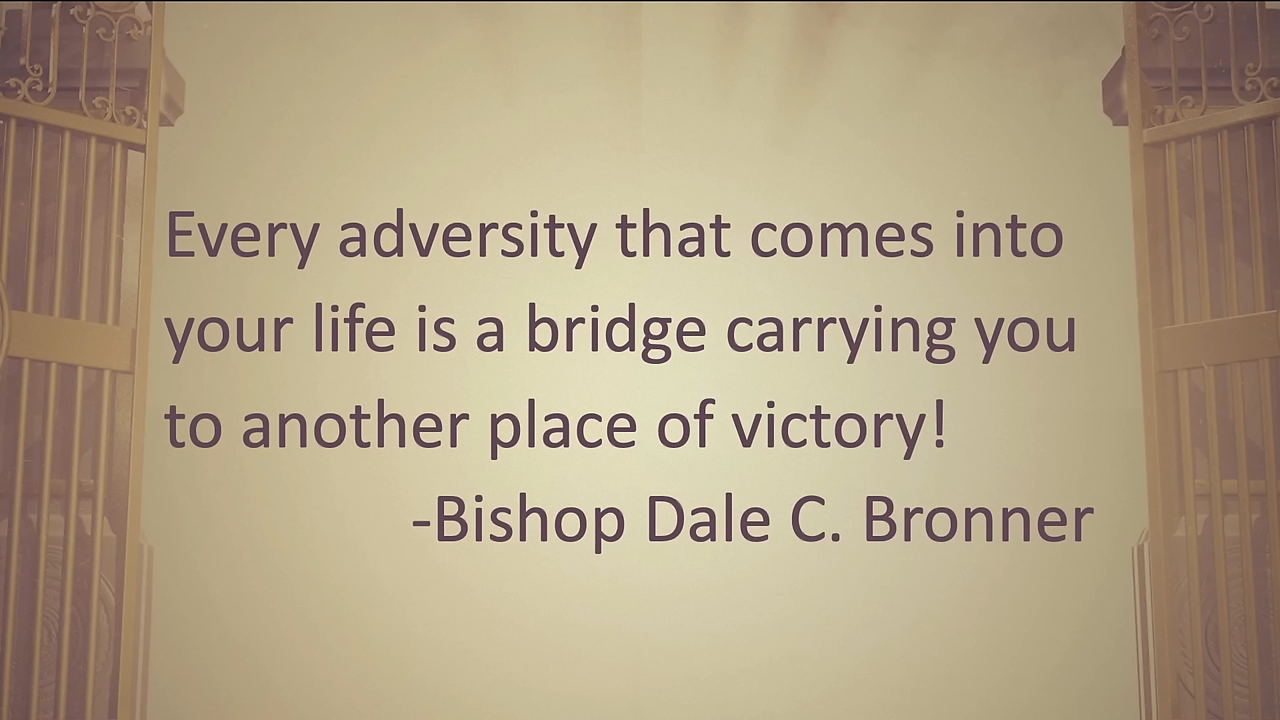 Every adversity that comes into
your life is a bridge carrying you
to another place of victory!
-Bishop Dale C. Bronner